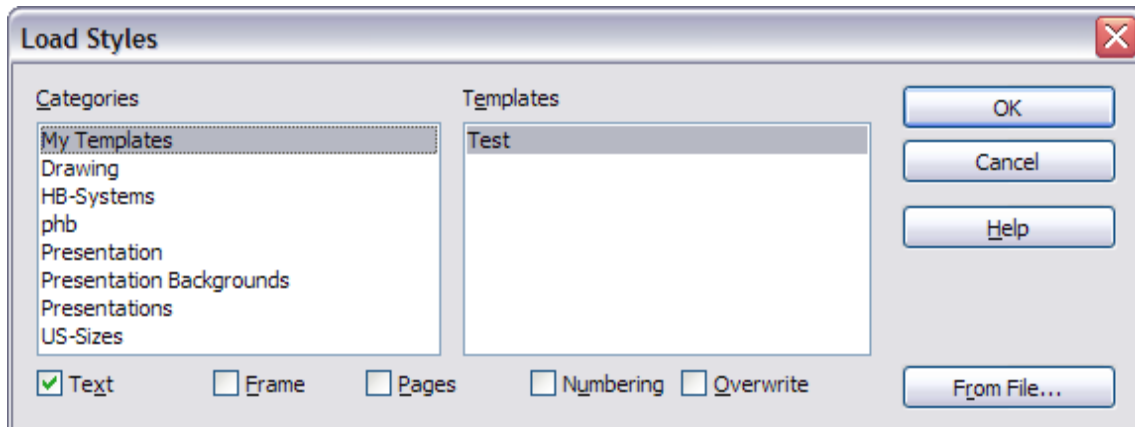 Load Styles
Categories
My Templates
Drawing
HB-Systems
phb
Presentation
Presentation Backgrounds
Presentations
US-Sizes
Templates
Test
OK
Cancel
Help
Text Frame Pages Numbering Overwrite
From File...